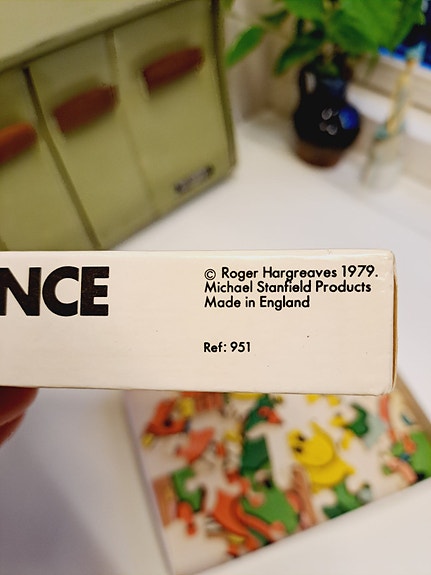 NCE
© Roger Hargreaves 1979.
Michael Stanfield Products
Made in England
Ref: 951